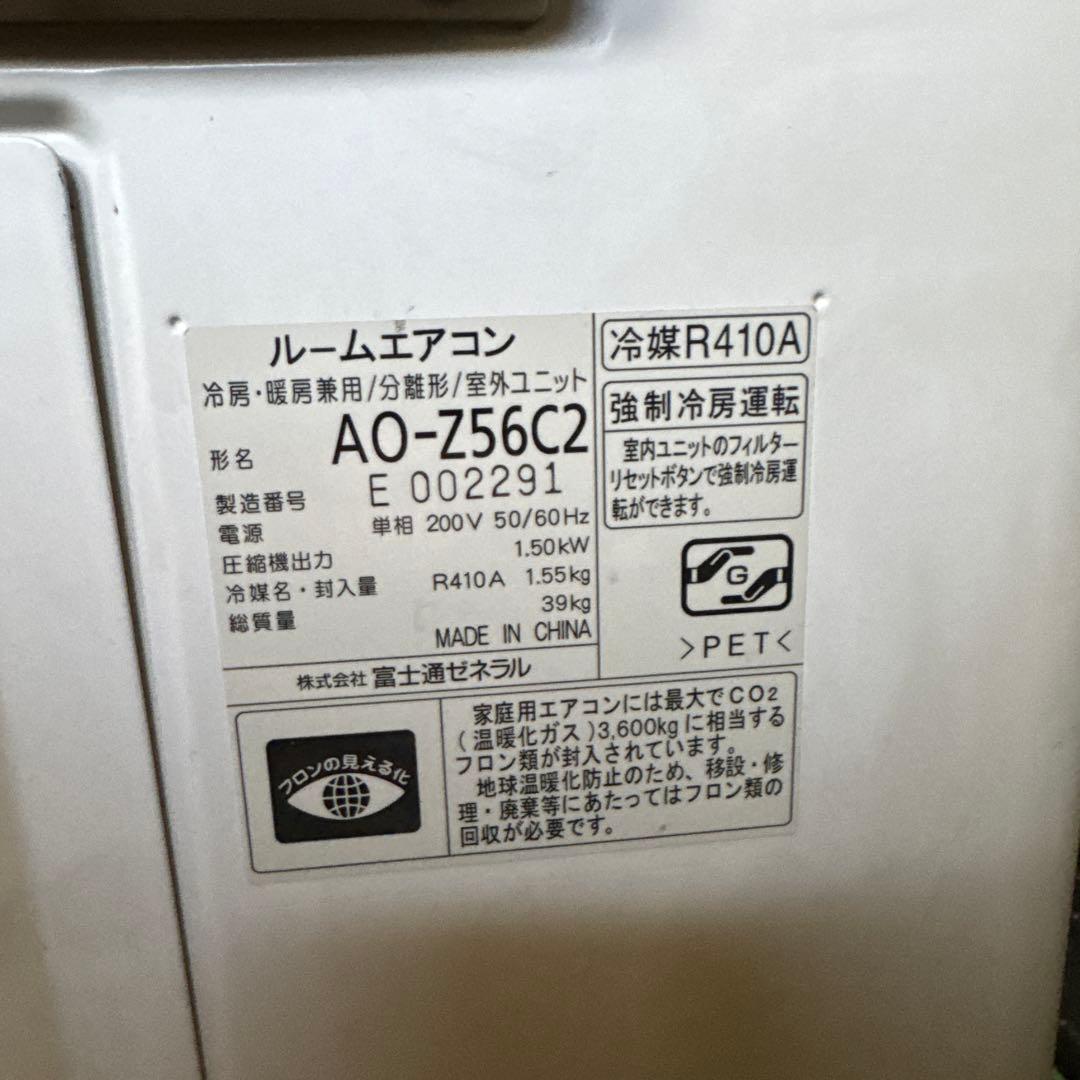 ルームエアコン
冷房・暖房兼用/分離形/室外ユニット
形名 AO-Z56C2
製造番号 E 002291
電源 単相 200V 50/60Hz
圧縮機出力 1.50kW
冷媒名・封入量 R410A 1.55kg
総質量 39kg
MADE IN CHINA
株式会社 富士通ゼネラル
冷媒R410A
強制冷房運転
室内ユニットのフィルター
リセットボタンで強制冷房運
転ができます。
G
>PET<
フロンの見える化
家庭用エアコンには最大でCO2
(温暖化ガス)3,600kgに相当する
フロン類が封入されています。
地球温暖化防止のため、移設・修
理・廃棄等にあたってはフロン類の
回収が必要です。